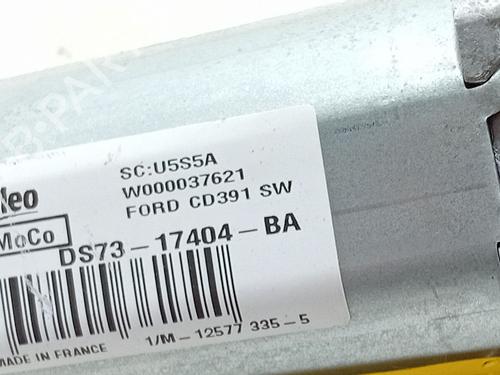 SC:U5S5A
W000037621
FORD CD391 SW
leo
MoCo
DS73-17404-BA
1/M-12577 335-5
MADE IN FRANCE